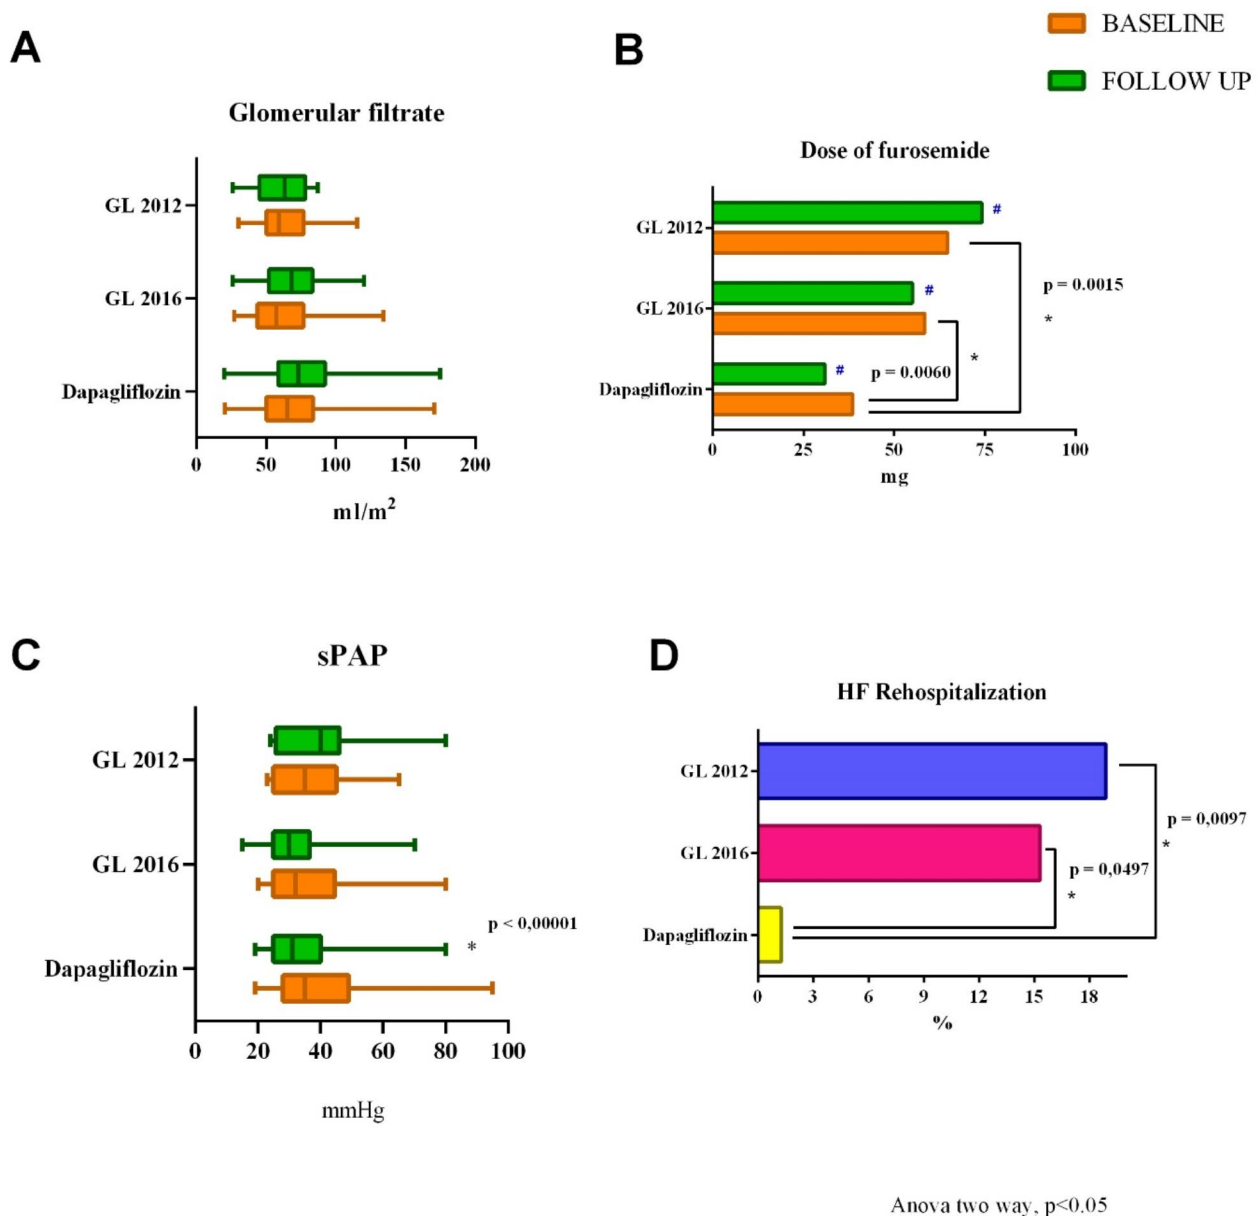 BASELINE
FOLLOW UP
A
Glomerular filtrate
GL 2012
GL 2016
Dapagliflozin
0 50 100 150 200
ml/m²
B
Dose of furosemide
GL 2012
#
GL 2016
#
Dapagliflozin
#
p = 0.0015
*
p = 0.0060
*
0 25 50 75 100
mg
C
sPAP
GL 2012
GL 2016
Dapagliflozin
p < 0,00001
*
0 20 40 60 80 100
mmHg
D
HF Rehospitalization
GL 2012
GL 2016
Dapagliflozin
p = 0,0097
*
p = 0,0497
*
0 3 6 9 12 15 18
%
Anova two way, p<0.05